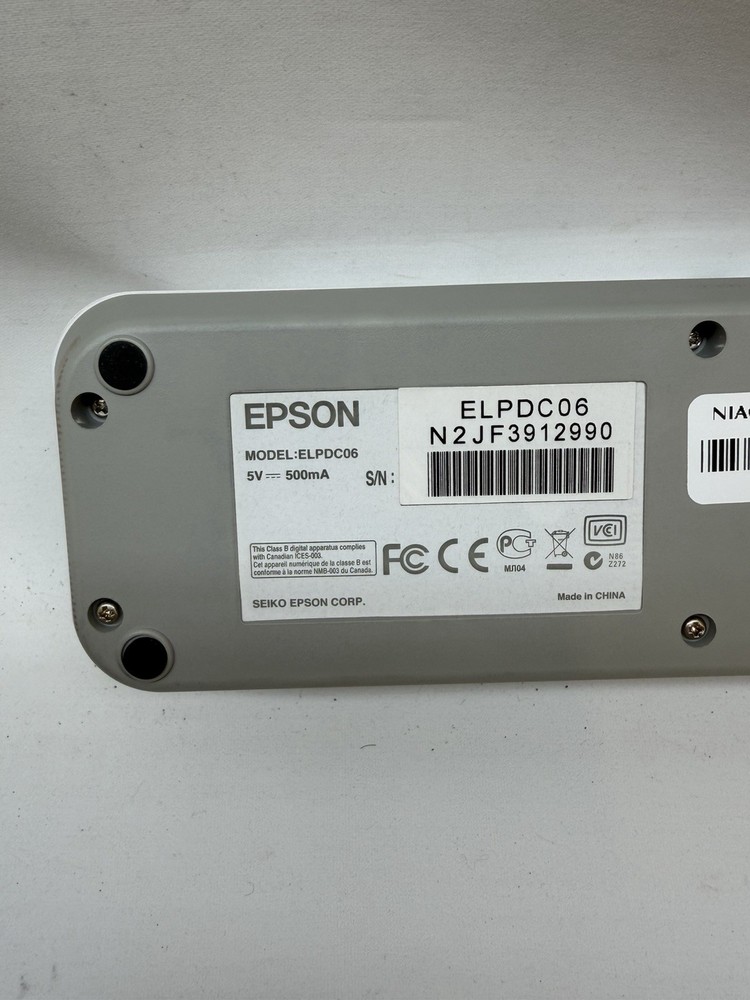 EPSON
MODEL:ELPDC06
5V⎓ 500mA
S/N :
ELPDC06
N2JF3912990
This Class B digital apparatus complies
with Canadian ICES-003.
Cet appareil numérique de la classe B est
conforme à la norme NMB-003 du Canada.
FC CE
PCT
МЛ04
VCI
N86
Z272
SEIKO EPSON CORP.
Made in CHINA